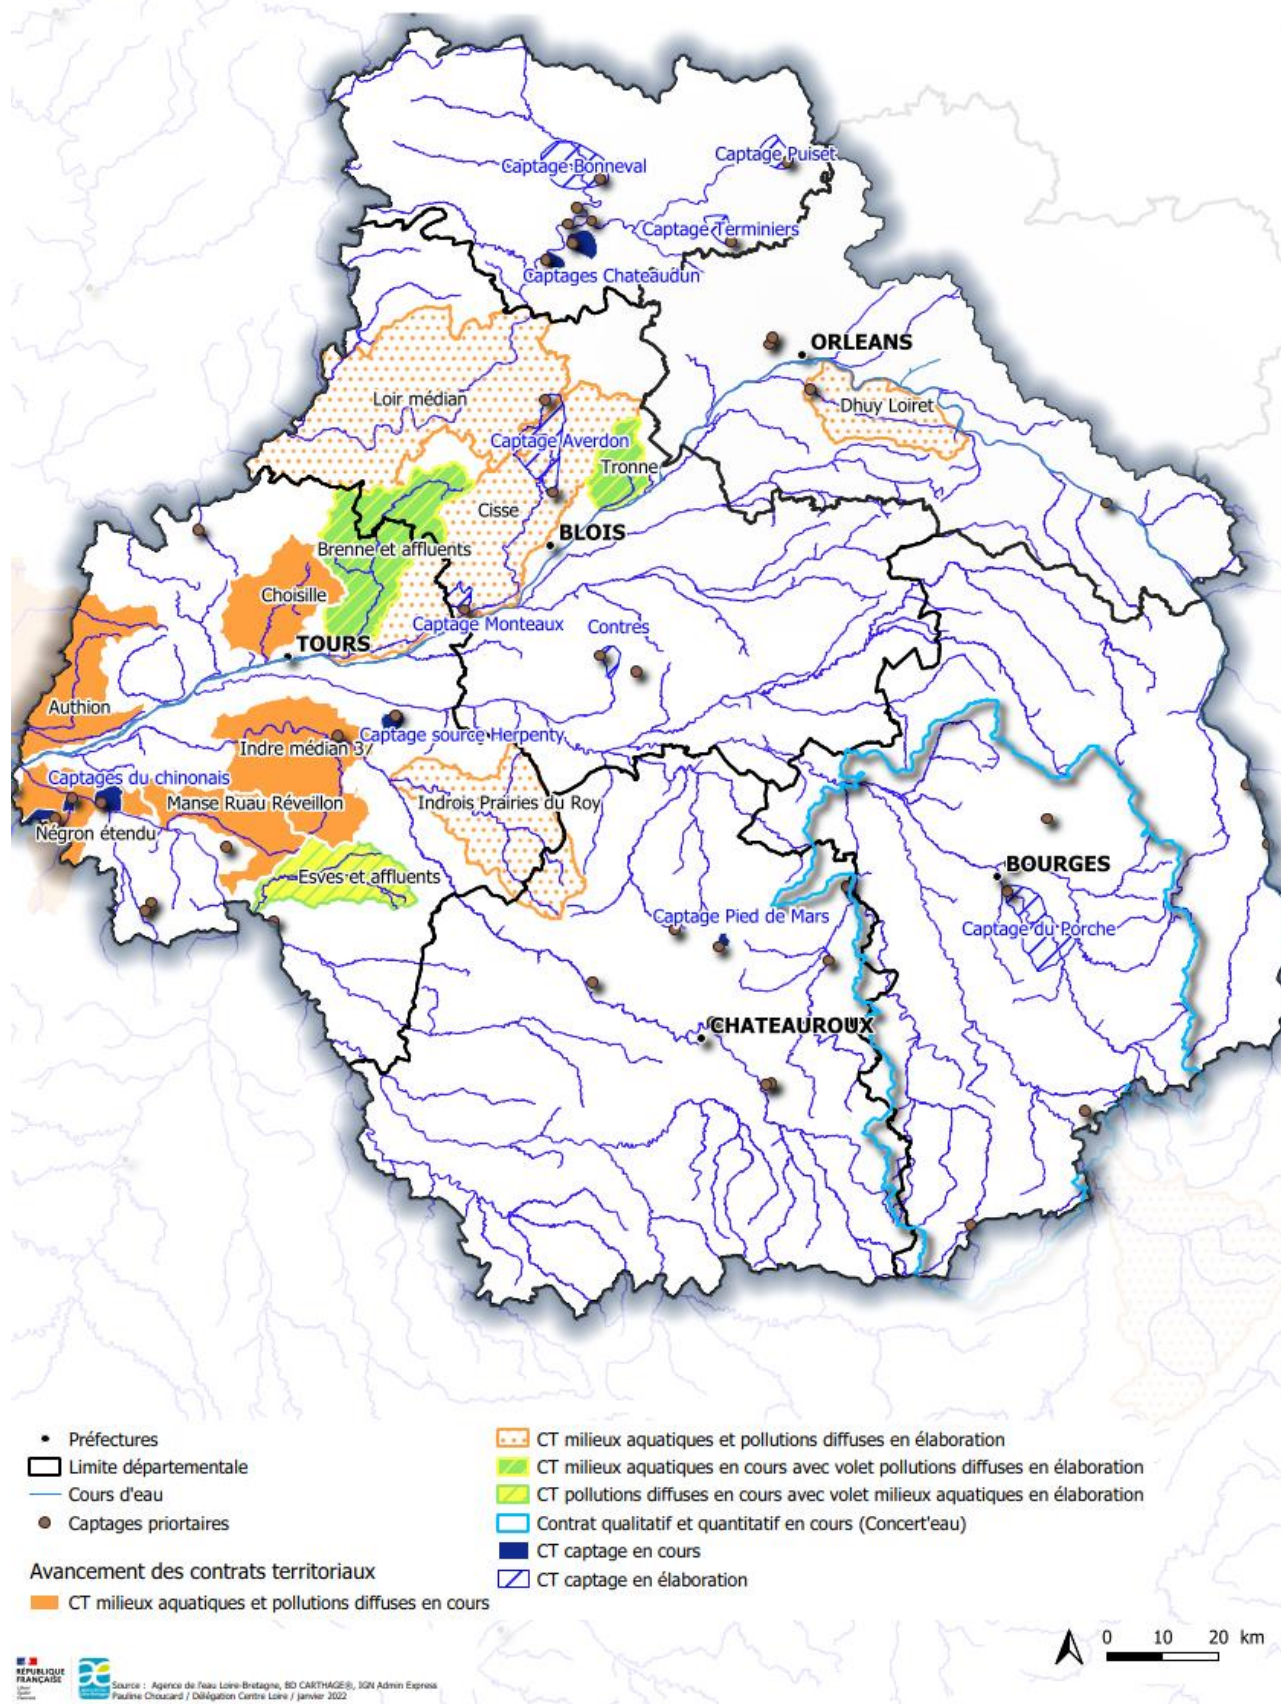 Captage Puiset
Captage Bonneval
Captage Terminiers
Captages Chateaudun
ORLEANS
Loir médian
Dhuy Loiret
Captage Averdon
Tronne
Cisse
BLOIS
Brenne et affluents
Choisille
Captage Monteaux
Contres
TOURS
Authion
Captage source Herpenty
Indre médian 37
Captages du chinonais
Manse Ruau Réveillon
Indrois Prairies du Roy
Négron étendu
BOURGES
Esves et affluents
Captage Pied de Mars
Captage du Porche
CHATEAUROUX
Préfectures
Limite départementale
Cours d'eau
Captages priortaires
Avancement des contrats territoriaux
CT milieux aquatiques et pollutions diffuses en cours
CT milieux aquatiques et pollutions diffuses en élaboration
CT milieux aquatiques en cours avec volet pollutions diffuses en élaboration
CT pollutions diffuses en cours avec volet milieux aquatiques en élaboration
Contrat qualitatif et quantitatif en cours (Concert'eau)
CT captage en cours
CT captage en élaboration
0 10 20 km
RÉPUBLIQUE
FRANÇAISE
Source : Agence de l'eau Loire-Bretagne, BD CARTHAGE®, IGN Admin Express
Pauline Choucard / Délégation Centre Loire / janvier 2022